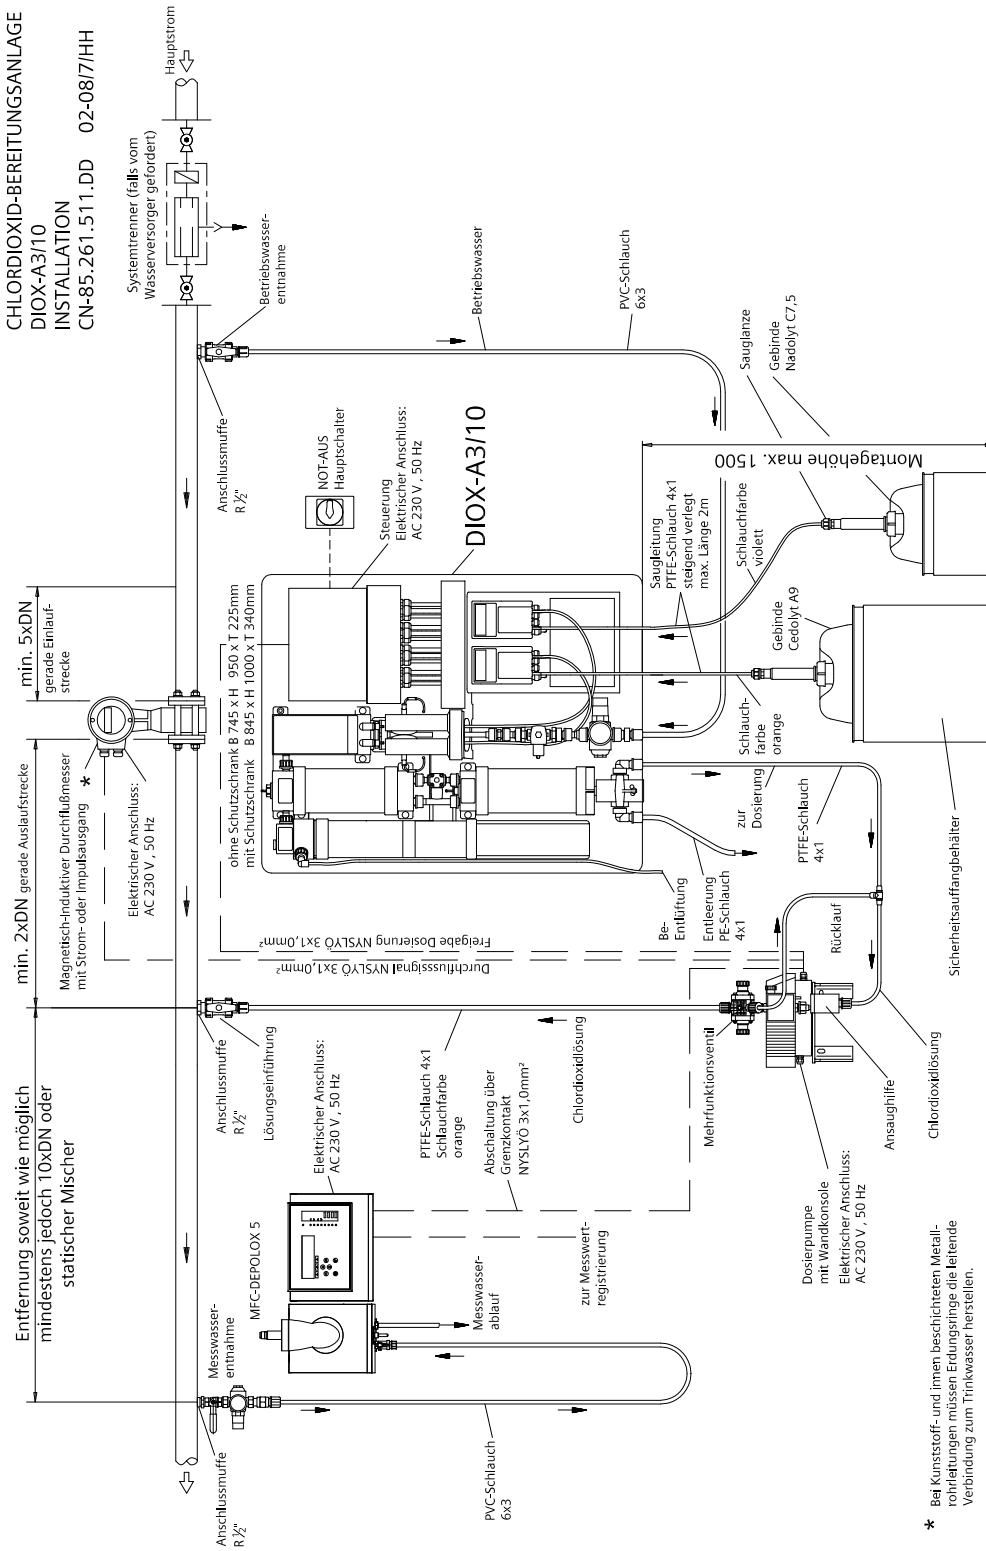 CHLORDIOXID-BEREITUNGSANLAGE
DIOX-A3/10
INSTALLATION
CN-85.261.511.DD 02-08/7/HH
Entfernung soweit wie möglich
mindestens jedoch 10xDN oder
statischer Mischer
min. 2xDN gerade Auslaufstrecke
min. 5xDN
gerade Einlauf-
strecke
Magnetisch-Induktiver Durchflußmesser
mit Strom- oder Impulsausgang *
Elektrischer Anschluss:
AC 230 V , 50 Hz
Systemtrenner (falls vom
Wasserversorger gefordert)
Hauptstrom
Anschlussmuffe
R½"
Messwasser-
entnahme
Anschlussmuffe
R½"
Lösungseinführung
Anschlussmuffe
R½"
Betriebswasser-
entnahme
MFC-DEPOLOX 5
Elektrischer Anschluss:
AC 230 V , 50 Hz
Durchflusssignal NYSLYÖ 3x1,0mm²
Freigabe Dosierung NYSLYÖ 3x1,0mm²
ohne Schutzschrank B 745 x H 950 x T 225mm
mit Schutzschrank B 845 x H 1000 x T 340mm
NOT-AUS
Hauptschalter
Steuerung
Elektrischer Anschluss:
AC 230 V , 50 Hz
DIOX-A3/10
Betriebswasser
PVC-Schlauch
6x3
PVC-Schlauch
6x3
Messwasser-
ablauf
zur Messwert-
registrierung
Abschaltung über
Grenzkontakt
NYSLYÖ 3x1,0mm²
PTFE-Schlauch 4x1
Schlauchfarbe
orange
Chlordioxidlösung
Mehrfunktionsventil
Be-
Entlüftung
Entleerung
PE-Schlauch
4x1
zur
Dosierung
PTFE-Schlauch
4x1
Rücklauf
Saugleitung
PTFE-Schlauch 4x1
steigend verlegt
max. Länge 2m
Schlauch-
farbe
orange
Schlauchfarbe
violett
Montagehöhe max. 1500
Sauglanze
Gebinde
Nadolyt C7,5
Gebinde
Cedolyt A9
Dosierpumpe
mit Wandkonsole
Elektrischer Anschluss:
AC 230 V , 50 Hz
Ansaughilfe
Chlordioxidlösung
Sicherheitsauffangbehälter
* Bei Kunststoff- und innen beschichteten Metall-
rohrleitungen müssen Erdungsringe die leitende
Verbindung zum Trinkwasser herstellen.